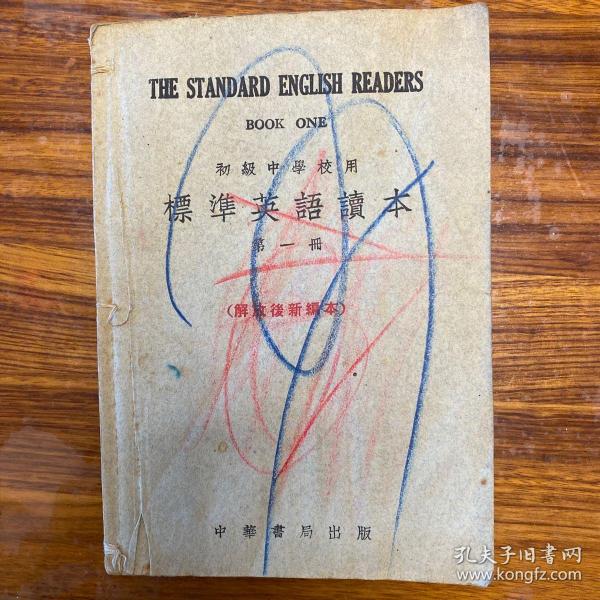 THE STANDARD ENGLISH READERS
BOOK ONE
初級中學校用
標準英語讀本
第一冊
(解放後新編本)
中華書局出版
孔夫子旧书网
www.kongfz.com